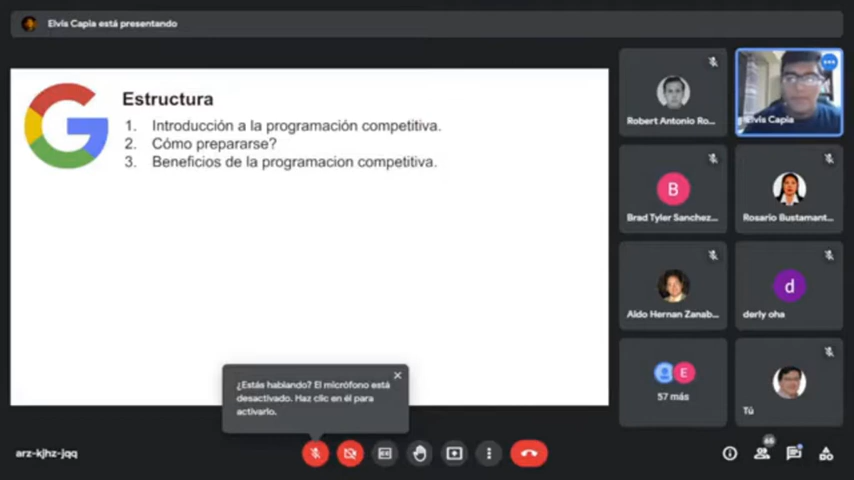 Elvis Capia está presentando
Estructura
1. Introducción a la programación competitiva.
2. Cómo prepararse?
3. Beneficios de la programacion competitiva.
Robert Antonio Ro...
Elvis Capia
Brad Tyler Sanchez...
Rosario Bustamant...
Aldo Hernan Zanab...
derly oha
57 más
Tú
B
d
E
¿Estás hablando? El micrófono está
desactivado. Haz clic en él para
activarlo.
arz-kjhz-jqq